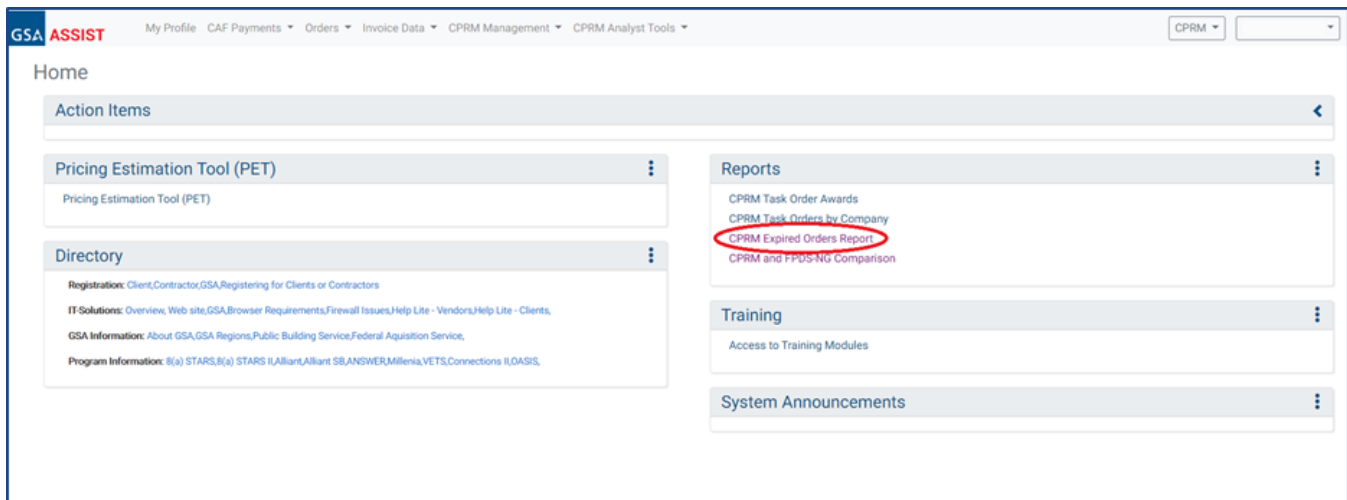 GSA ASSIST My Profile CAF Payments Orders Invoice Data CPRM Management CPRM Analyst Tools CPRM
Home
Action Items
Pricing Estimation Tool (PET)
Pricing Estimation Tool (PET)
Directory
Registration: Client,Contractor,GSA,Registering for Clients or Contractors
IT-Solutions: Overview, Web site,GSA,Browser Requirements,Firewall Issues,Help Lite - Vendors,Help Lite - Clients,
GSA Information: About GSA,GSA Regions,Public Building Service,Federal Aquisition Service,
Program Information: 8(a) STARS,8(a) STARS II,Alliant,Alliant SB,ANSWER,Millenia,VETS,Connections II,OASIS,
Reports
CPRM Task Order Awards
CPRM Task Orders by Company
CPRM Expired Orders Report
CPRM and FPDS-NG Comparison
Training
Access to Training Modules
System Announcements